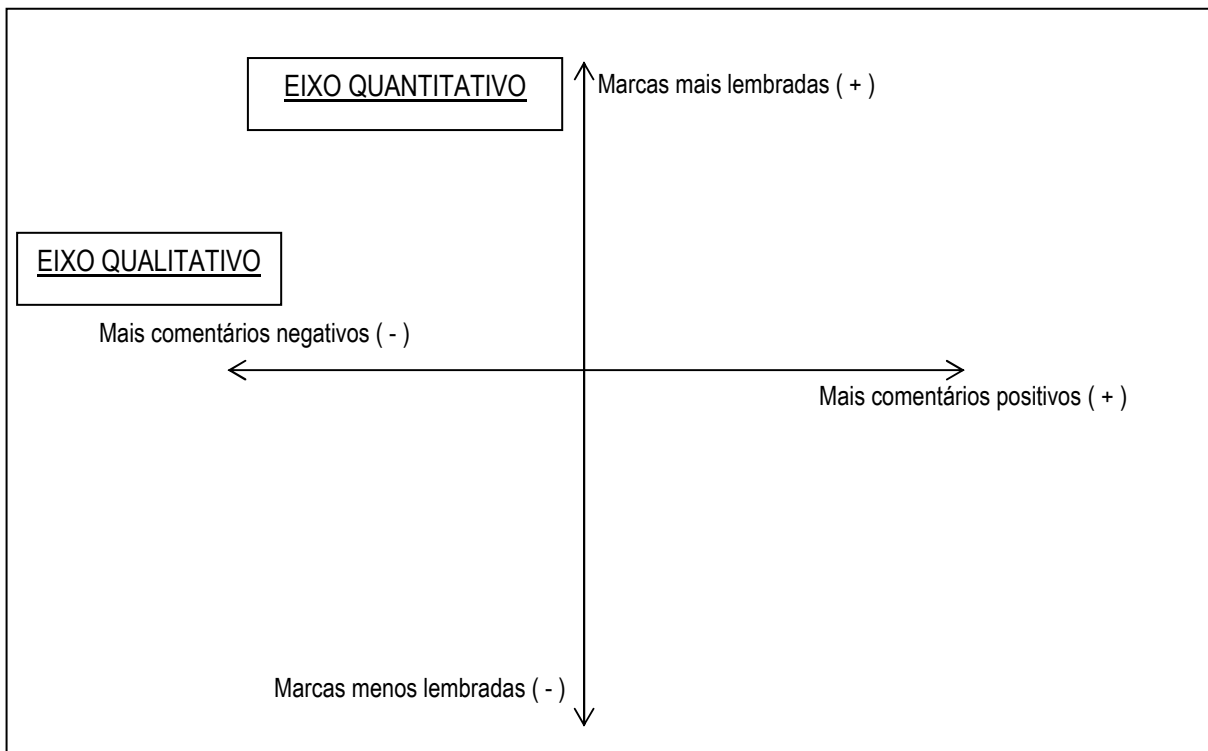 EIXO QUANTITATIVO
Marcas mais lembradas ( + )
EIXO QUALITATIVO
Mais comentários negativos ( - )
Mais comentários positivos ( + )
Marcas menos lembradas ( - )